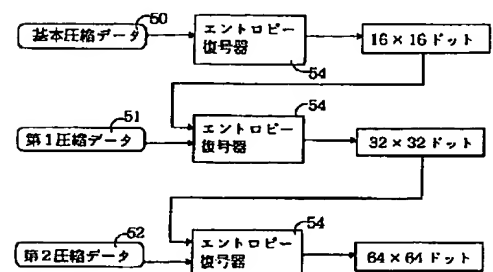 50
基本圧縮データ
エントロピー
復号器
54
16×16ドット
51
第1圧縮データ
54
エントロピー
復号器
32×32ドット
52
第2圧縮データ
54
エントロピー
復号器
64×64ドット